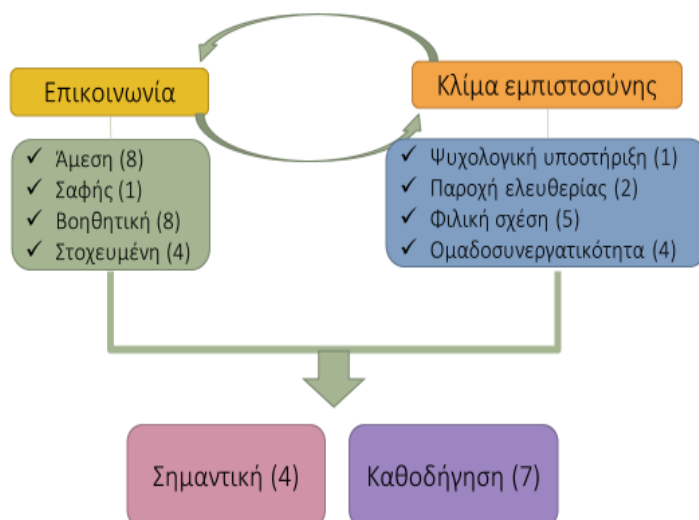 Επικοινωνία
Κλίμα εμπιστοσύνης
✓ Άμεση (8)
✓ Σαφής (1)
✓ Βοηθητική (8)
✓ Στοχευμένη (4)
✓ Ψυχολογική υποστήριξη (1)
✓ Παροχή ελευθερίας (2)
✓ Φιλική σχέση (5)
✓ Ομαδοσυνεργατικότητα (4)
Σημαντική (4)
Καθοδήγηση (7)